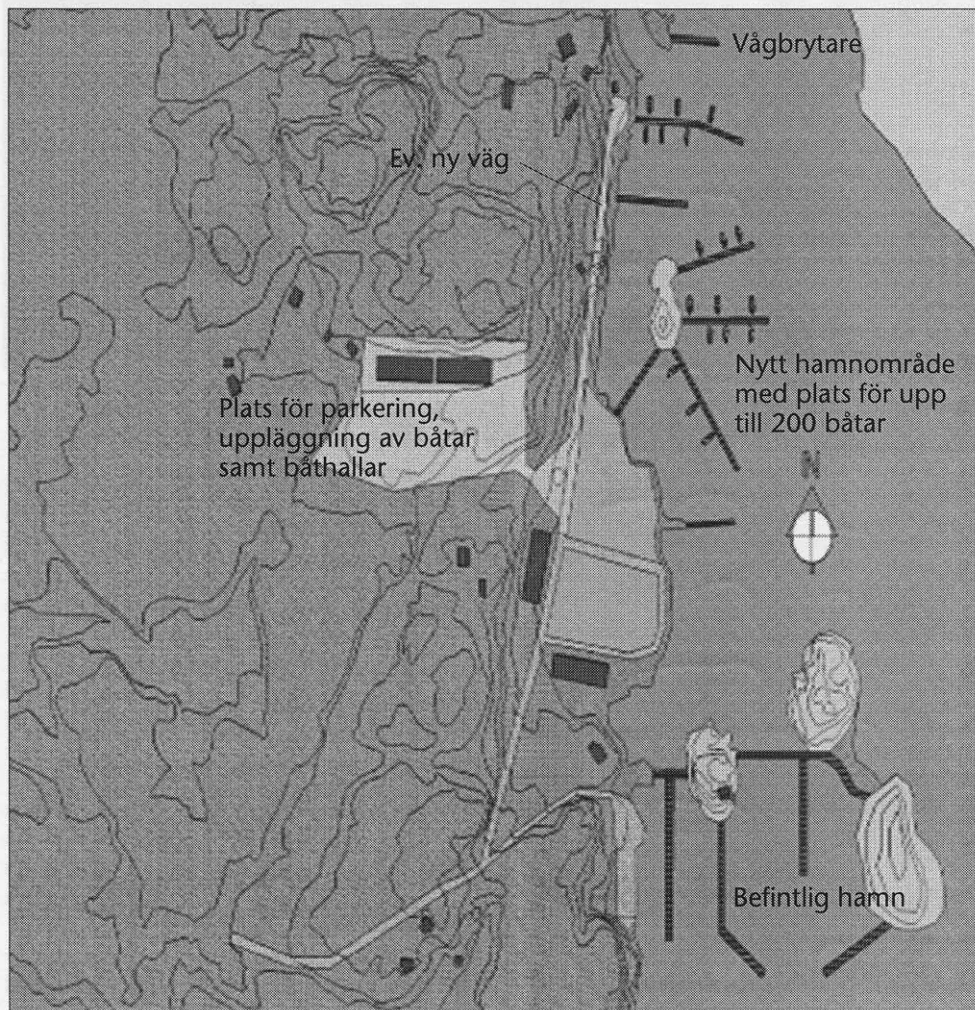 Vågbrytare
Ev. ny väg
Nytt hamnområde
med plats för upp
till 200 båtar
Plats för parkering,
uppläggning av båtar
samt båthallar
N
Befintlig hamn